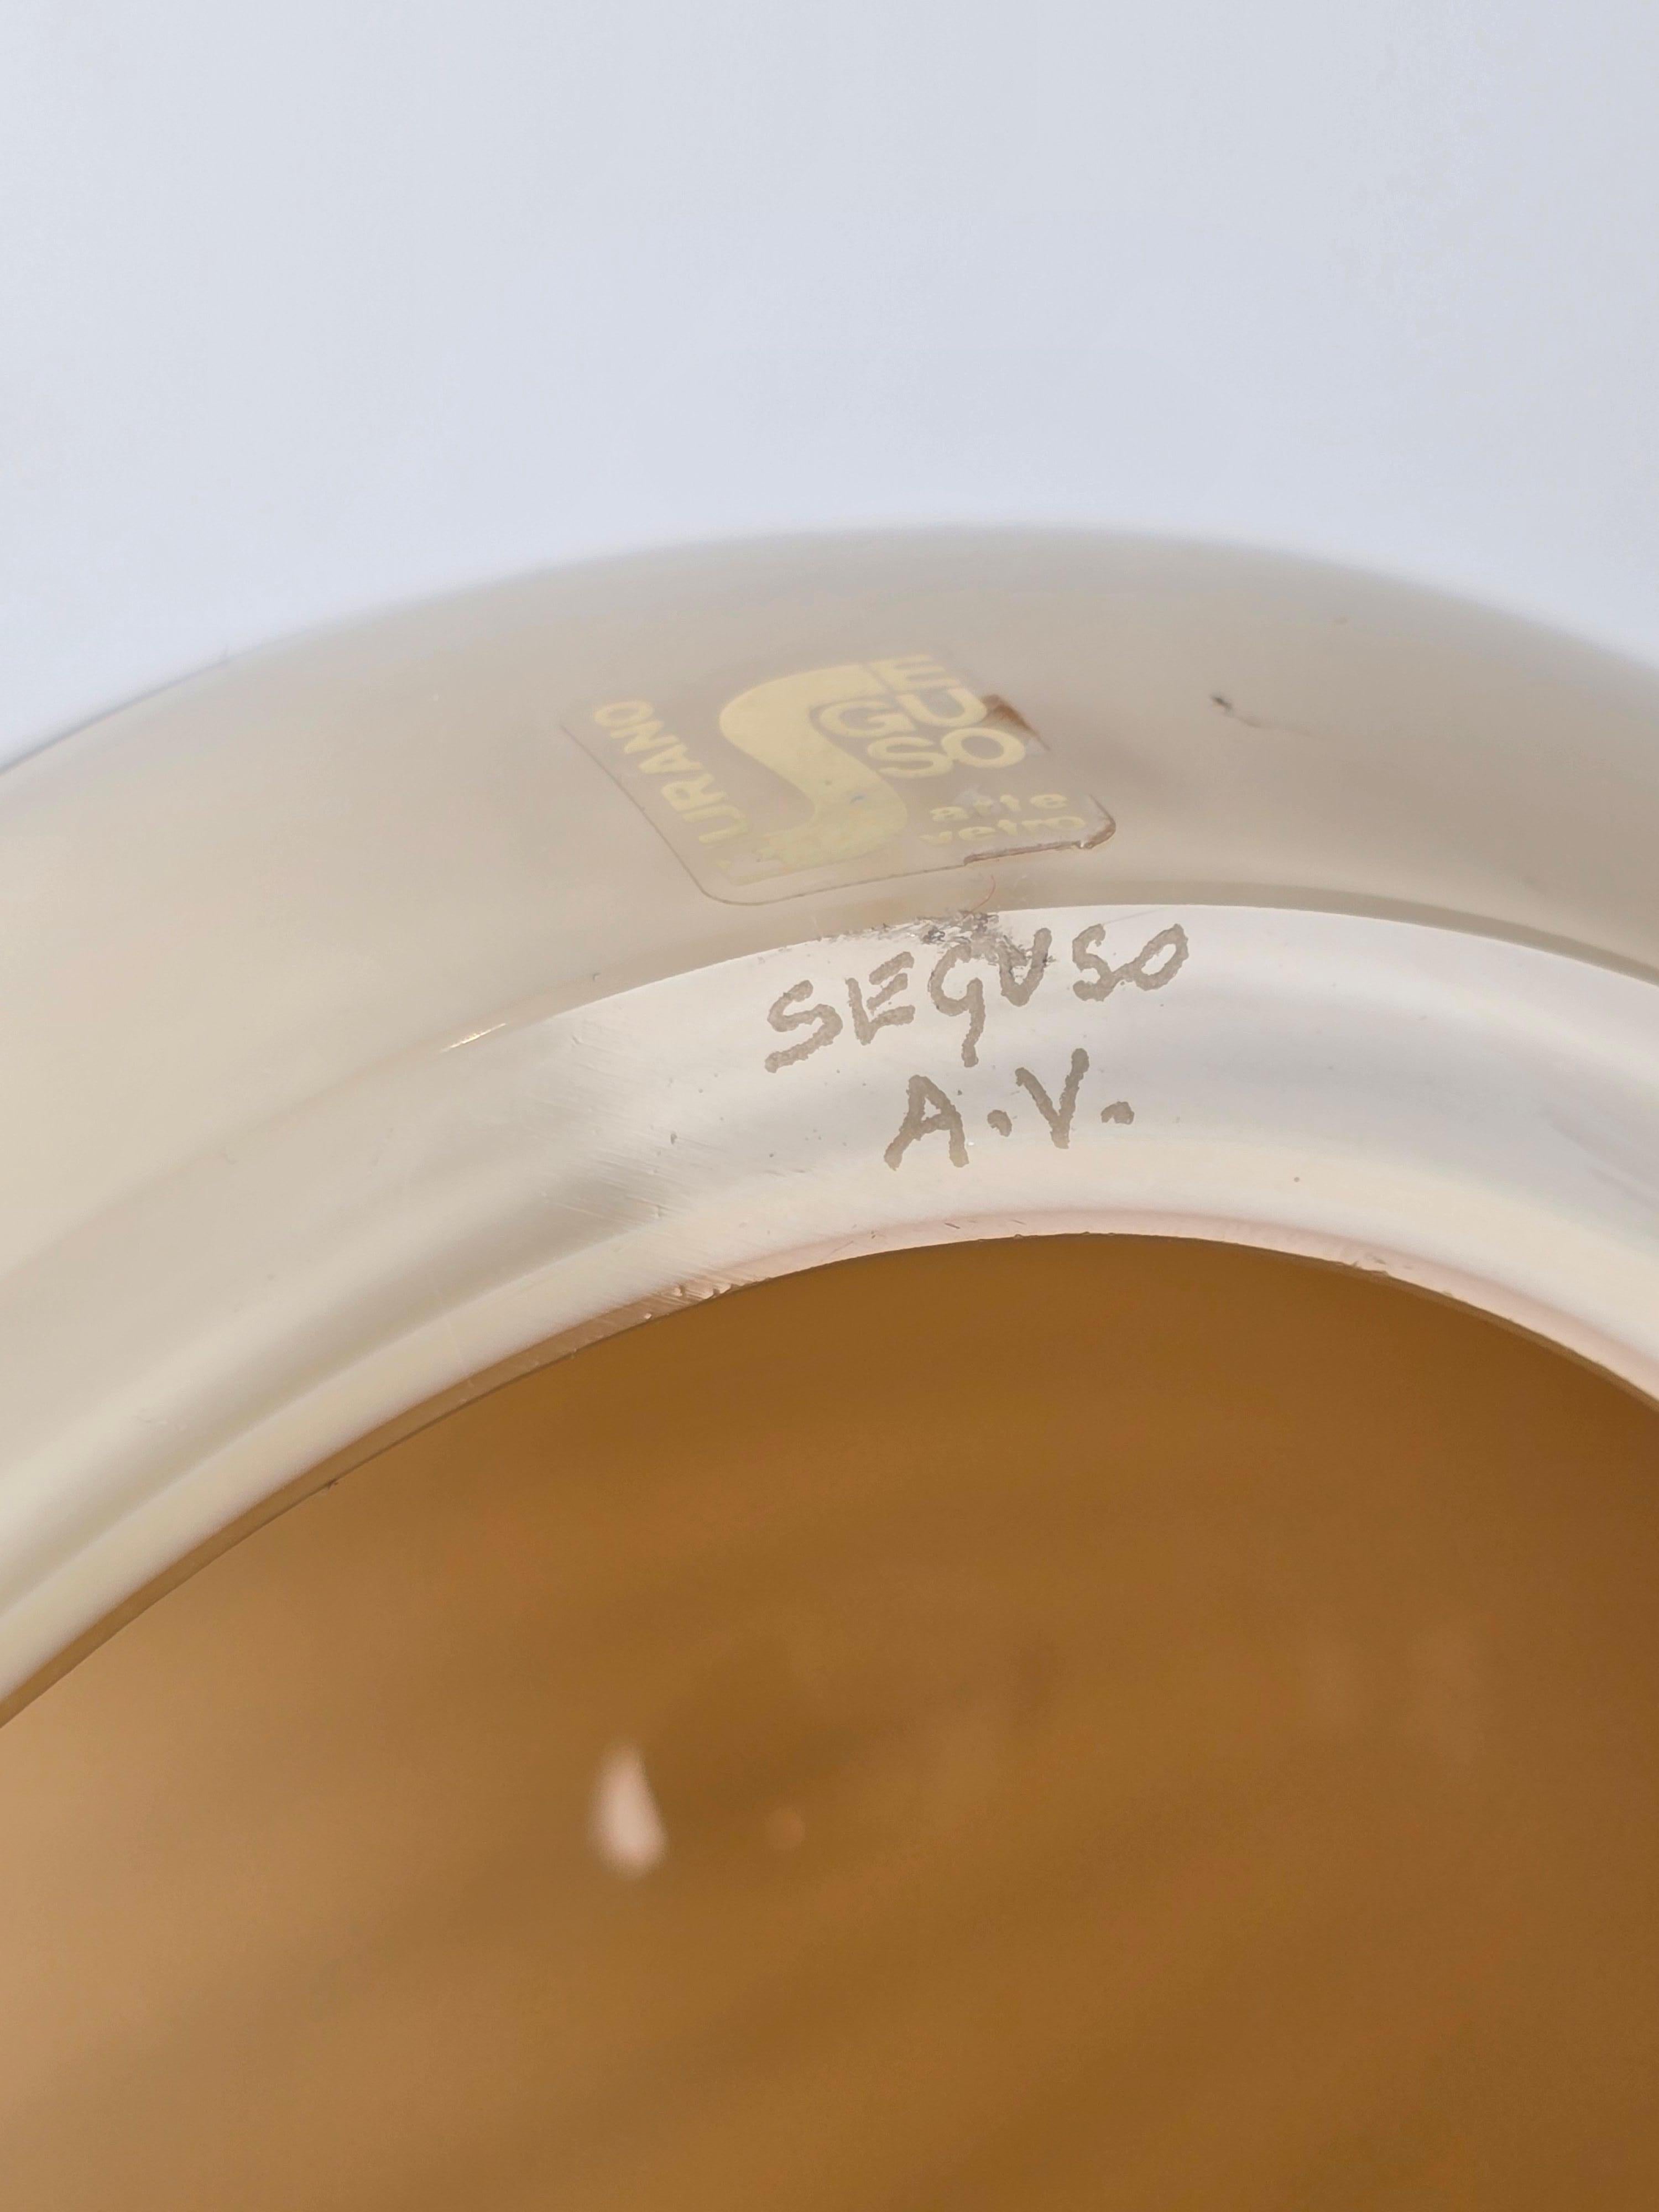 MURANO
SE
GU
SO
arte
vetro
SEGUSO
A.V.